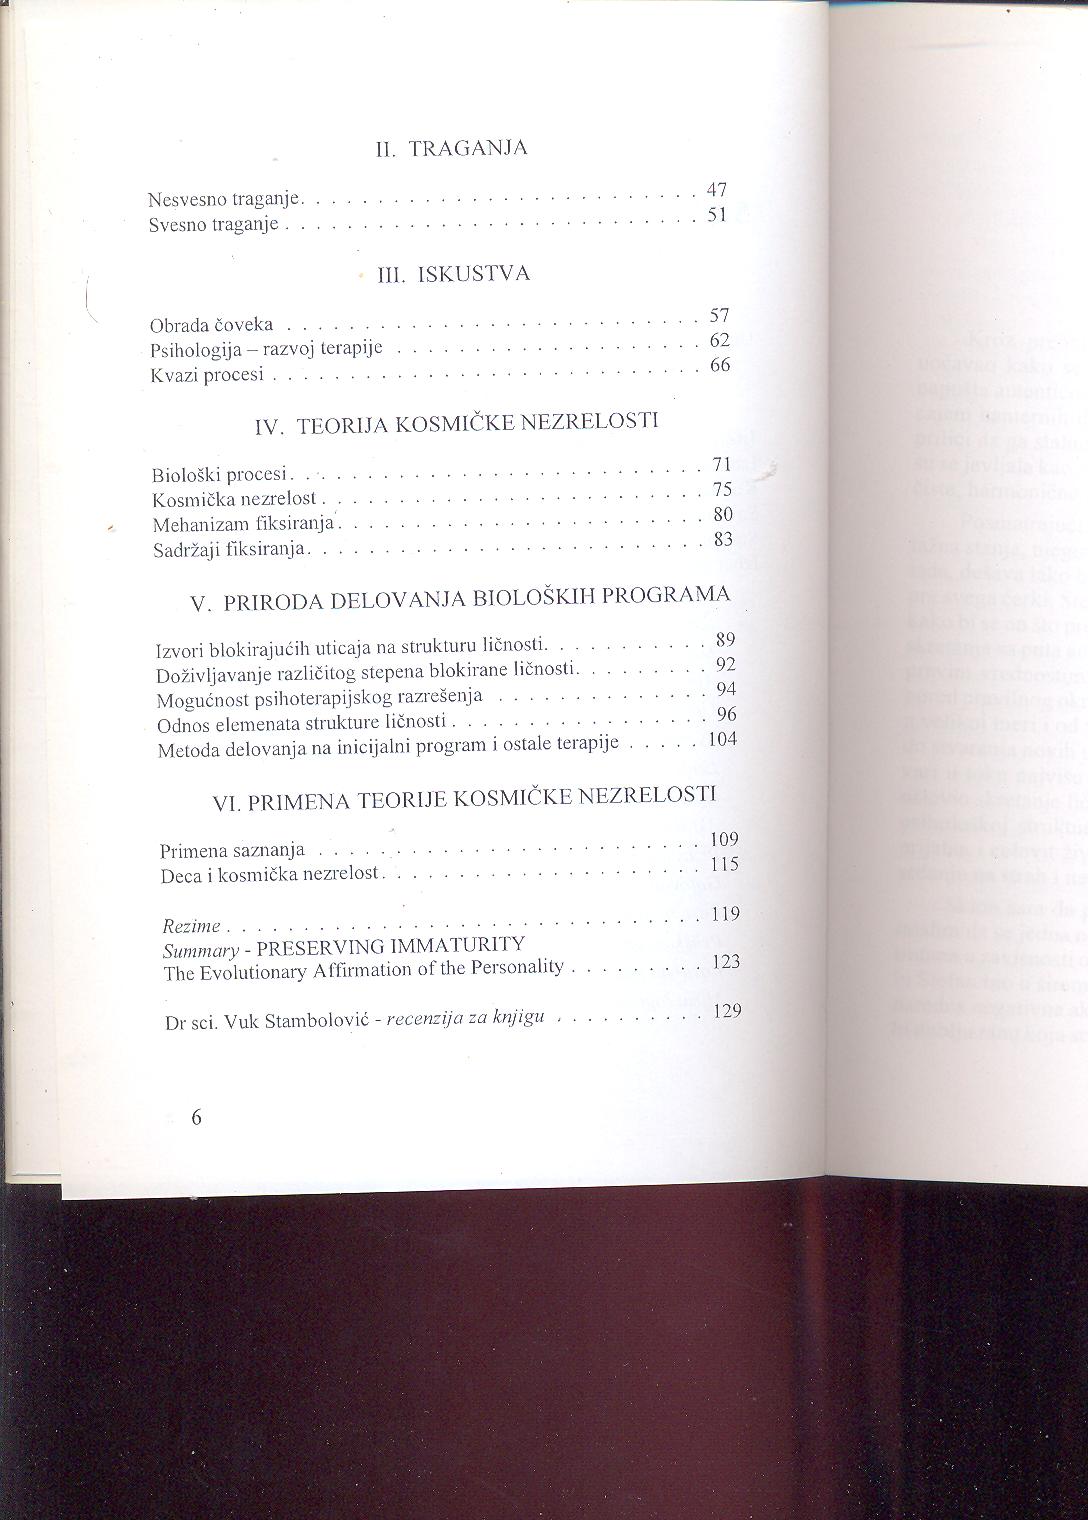 II. TRAGANJA
Nesvesno traganje. . . . . . . . . . . . . . . . . . . . . . . . . . 47
Svesno traganje . . . . . . . . . . . . . . . . . . . . . . . . . . . 51
III. ISKUSTVA
Obrada čoveka . . . . . . . . . . . . . . . . . . . . . . . . . . . 57
Psihologija – razvoj terapije . . . . . . . . . . . . . . . . . . . . 62
Kvazi procesi . . . . . . . . . . . . . . . . . . . . . . . . . . . . 66
IV. TEORIJA KOSMIČKE NEZRELOSTI
Biološki procesi. . . . . . . . . . . . . . . . . . . . . . . . . . . 71
Kosmička nezrelost . . . . . . . . . . . . . . . . . . . . . . . . . 75
Mehanizam fiksiranja . . . . . . . . . . . . . . . . . . . . . . . . 80
Sadržaji fiksiranja. . . . . . . . . . . . . . . . . . . . . . . . . . 83
V. PRIRODA DELOVANJA BIOLOŠKIH PROGRAMA
Izvori blokirajućih uticaja na strukturu ličnosti. . . . . . . . . . . 89
Doživljavanje različitog stepena blokirane ličnosti. . . . . . . . . 92
Mogućnost psihoterapijskog razrešenja . . . . . . . . . . . . . . 94
Odnos elemenata strukture ličnosti . . . . . . . . . . . . . . . . . 96
Metoda delovanja na inicijalni program i ostale terapije . . . . . 104
VI. PRIMENA TEORIJE KOSMIČKE NEZRELOSTI
Primena saznanja . . . . . . . . . . . . . . . . . . . . . . . . . 109
Deca i kosmička nezrelost. . . . . . . . . . . . . . . . . . . . . 115
Rezime . . . . . . . . . . . . . . . . . . . . . . . . . . . . . . . 119
Summary - PRESERVING IMMATURITY
The Evolutionary Affirmation of the Personality . . . . . . . . . 123
Dr sci. Vuk Stambolović - recenzija za knjigu . . . . . . . . . . 129
6